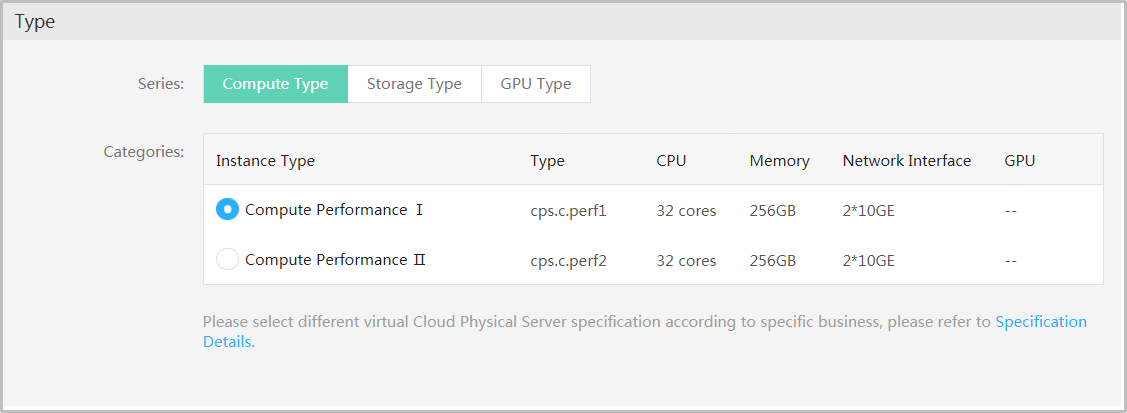 Type
Series: Compute Type Storage Type GPU Type
Categories: Instance Type Type CPU Memory Network Interface GPU
Compute Performance Ⅰ cps.c.perf1 32 cores 256GB 2*10GE --
Compute Performance Ⅱ cps.c.perf2 32 cores 256GB 2*10GE --
Please select different virtual Cloud Physical Server specification according to specific business, please refer to Specification
Details.